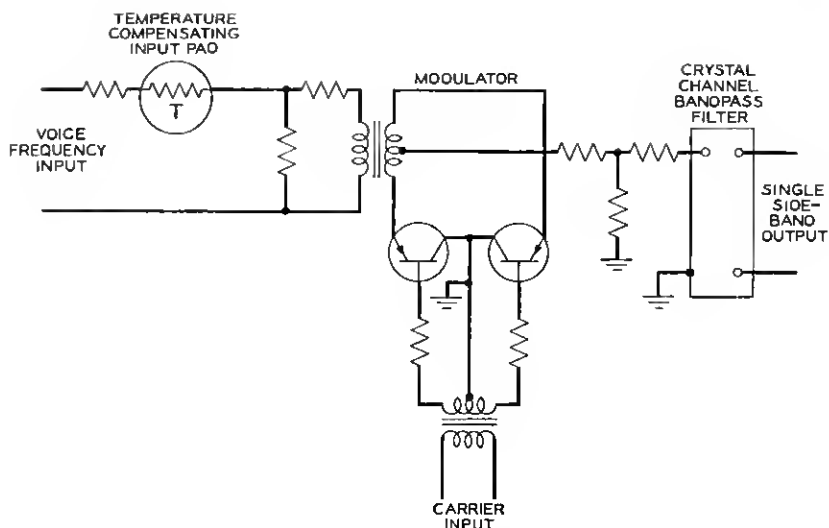 TEMPERATURE
COMPENSATING
INPUT PAD
T
VOICE
FREQUENCY
INPUT
MODULATOR
CRYSTAL
CHANNEL
BANDPASS
FILTER
SINGLE
SIDE-
BAND
OUTPUT
CARRIER
INPUT